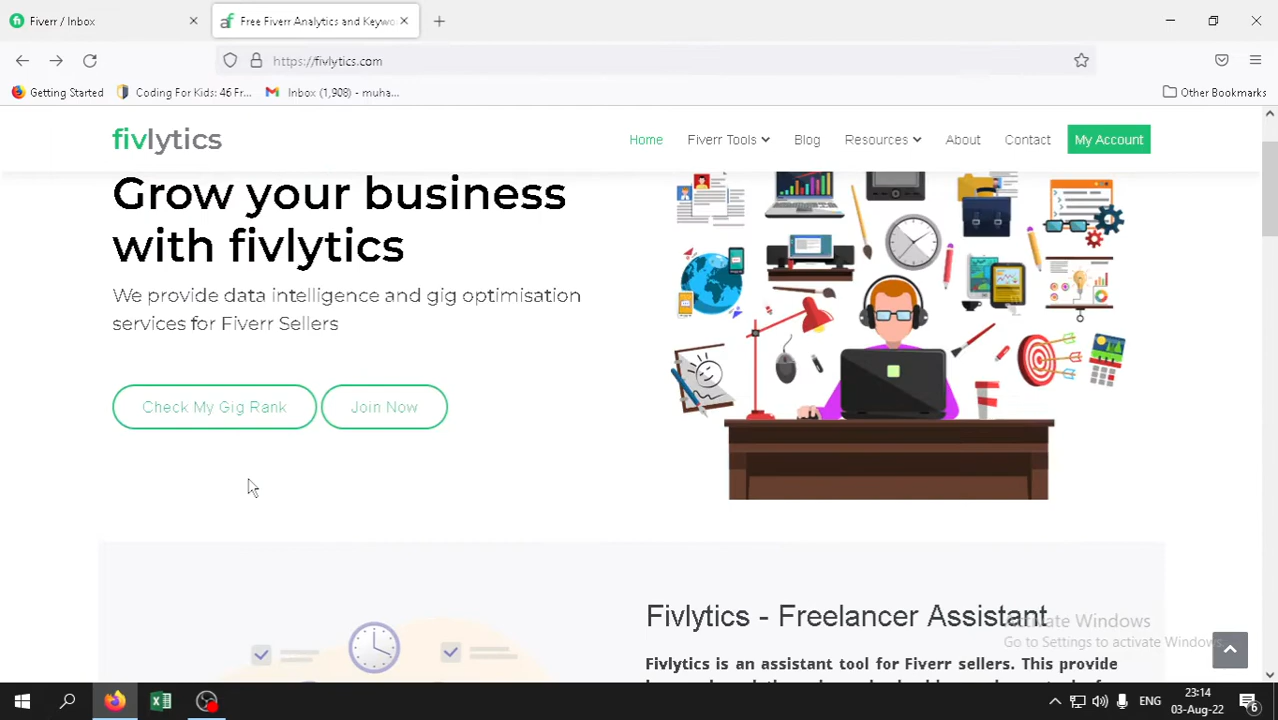 Fiverr / Inbox
Free Fiverr Analytics and Keywo
https://fivlytics.com
Getting Started
Coding For Kids: 46 Fr...
Inbox (1,908) - muha...
Other Bookmarks
fivlytics
Home
Fiverr Tools
Blog
Resources
About
Contact
My Account
Grow your business
with fivlytics
We provide data intelligence and gig optimisation
services for Fiverr Sellers
Check My Gig Rank
Join Now
Fivlytics - Freelancer Assistant
Fivlytics is an assistant tool for Fiverr sellers. This provide
Activate Windows
Go to Settings to activate Windows.
ENG
23:14
03-Aug-22
6